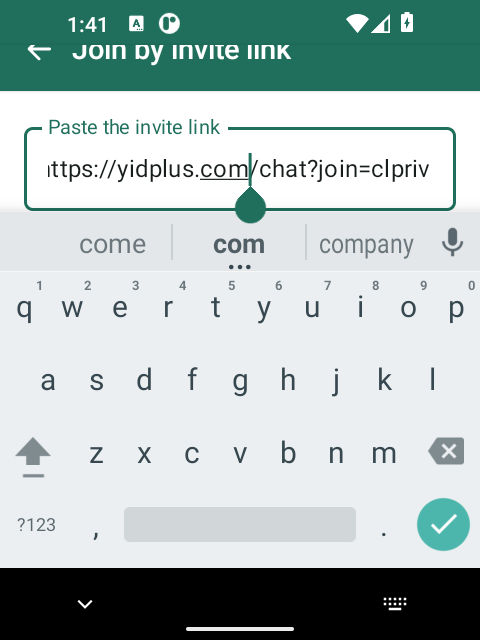 1:41
Join by invite link
Paste the invite link
https://yidplus.com/chat?join=clpriv
come com company
1 2 3 4 5 6 7 8 9 0
q w e r t y u i o p
a s d f g h j k l
z x c v b n m
?123 , .